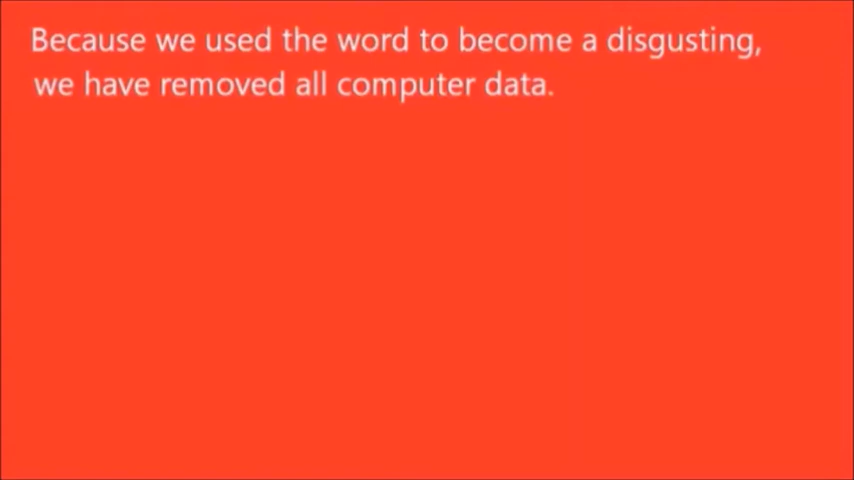 Because we used the word to become a disgusting,
we have removed all computer data.